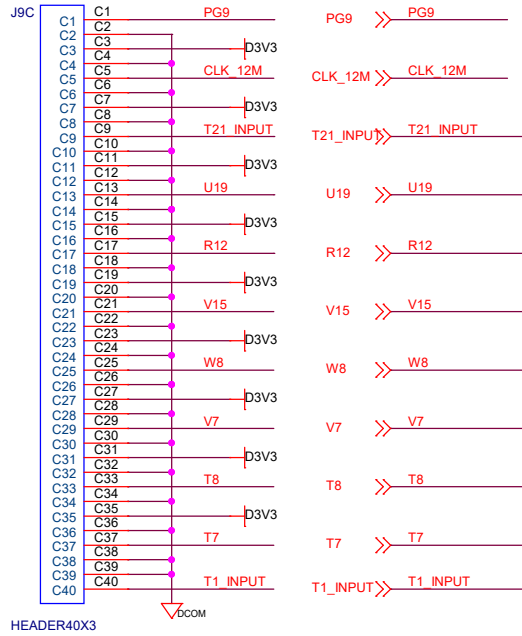 J9C
C1 C1 PG9 PG9 PG9
C2 C2
C3 C3 D3V3
C4 C4
C5 C5 CLK_12M CLK_12M CLK_12M
C6 C6
C7 C7 D3V3
C8 C8
C9 C9 T21_INPUT T21_INPUT T21_INPUT
C10 C10
C11 C11 D3V3
C12 C12
C13 C13 U19 U19 U19
C14 C14
C15 C15 D3V3
C16 C16
C17 C17 R12 R12 R12
C18 C18
C19 C19 D3V3
C20 C20
C21 C21 V15 V15 V15
C22 C22
C23 C23 D3V3
C24 C24
C25 C25 W8 W8 W8
C26 C26
C27 C27 D3V3
C28 C28
C29 C29 V7 V7 V7
C30 C30
C31 C31 D3V3
C32 C32
C33 C33 T8 T8 T8
C34 C34
C35 C35 D3V3
C36 C36
C37 C37 T7 T7 T7
C38 C38
C39 C39
C40 C40 T1_INPUT T1_INPUT T1_INPUT
DCOM
HEADER40X3